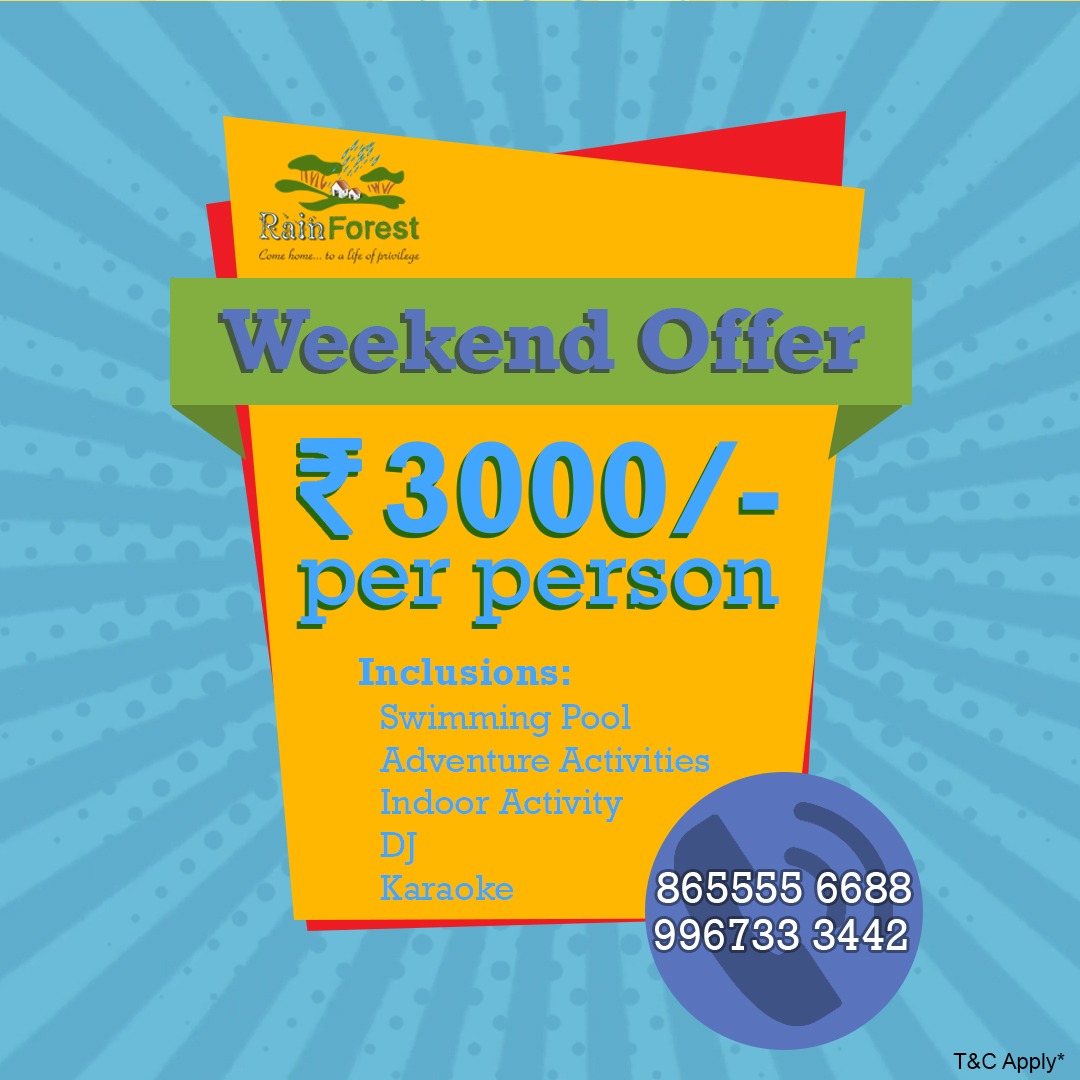 RainForest
Come home... to a life of privilege
Weekend Offer
₹ 3000/-
per person
Inclusions:
Swimming Pool
Adventure Activities
Indoor Activity
DJ
Karaoke
865555 6688
996733 3442
T&C Apply*